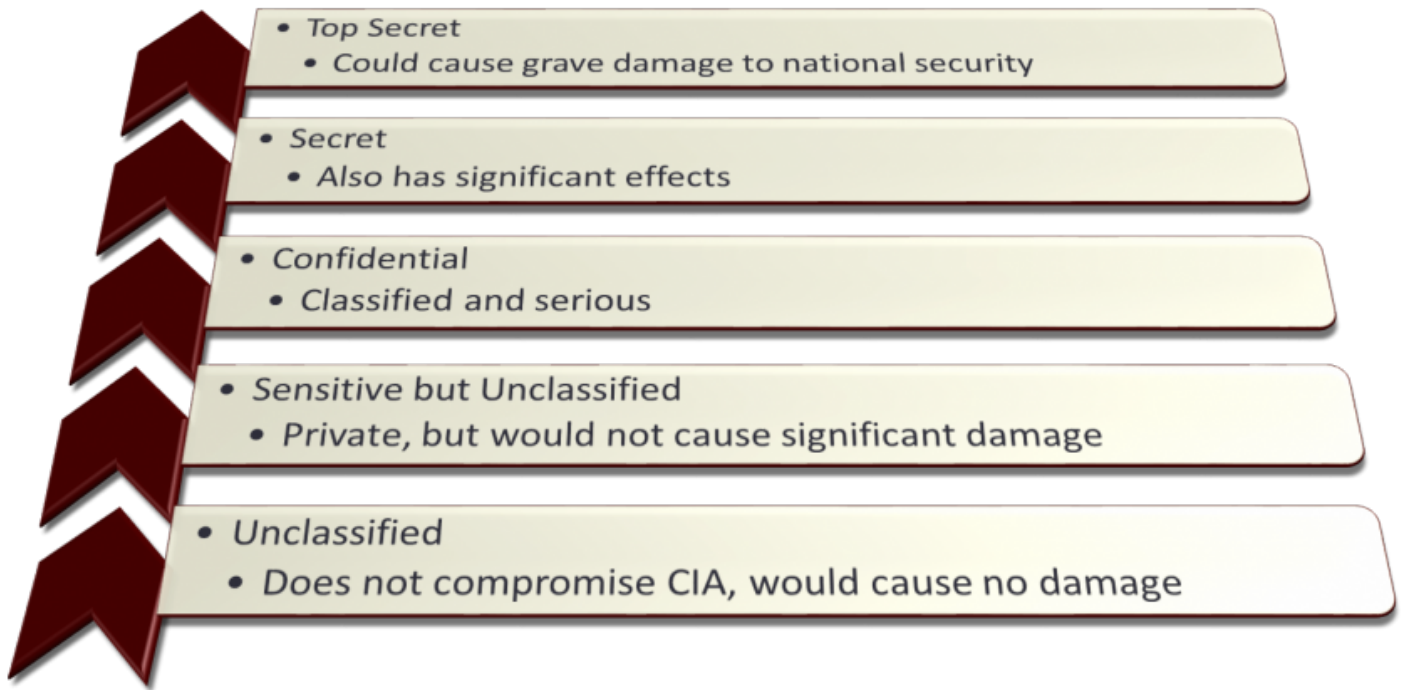 • Top Secret
• Could cause grave damage to national security
• Secret
• Also has significant effects
• Confidential
• Classified and serious
• Sensitive but Unclassified
• Private, but would not cause significant damage
• Unclassified
• Does not compromise CIA, would cause no damage